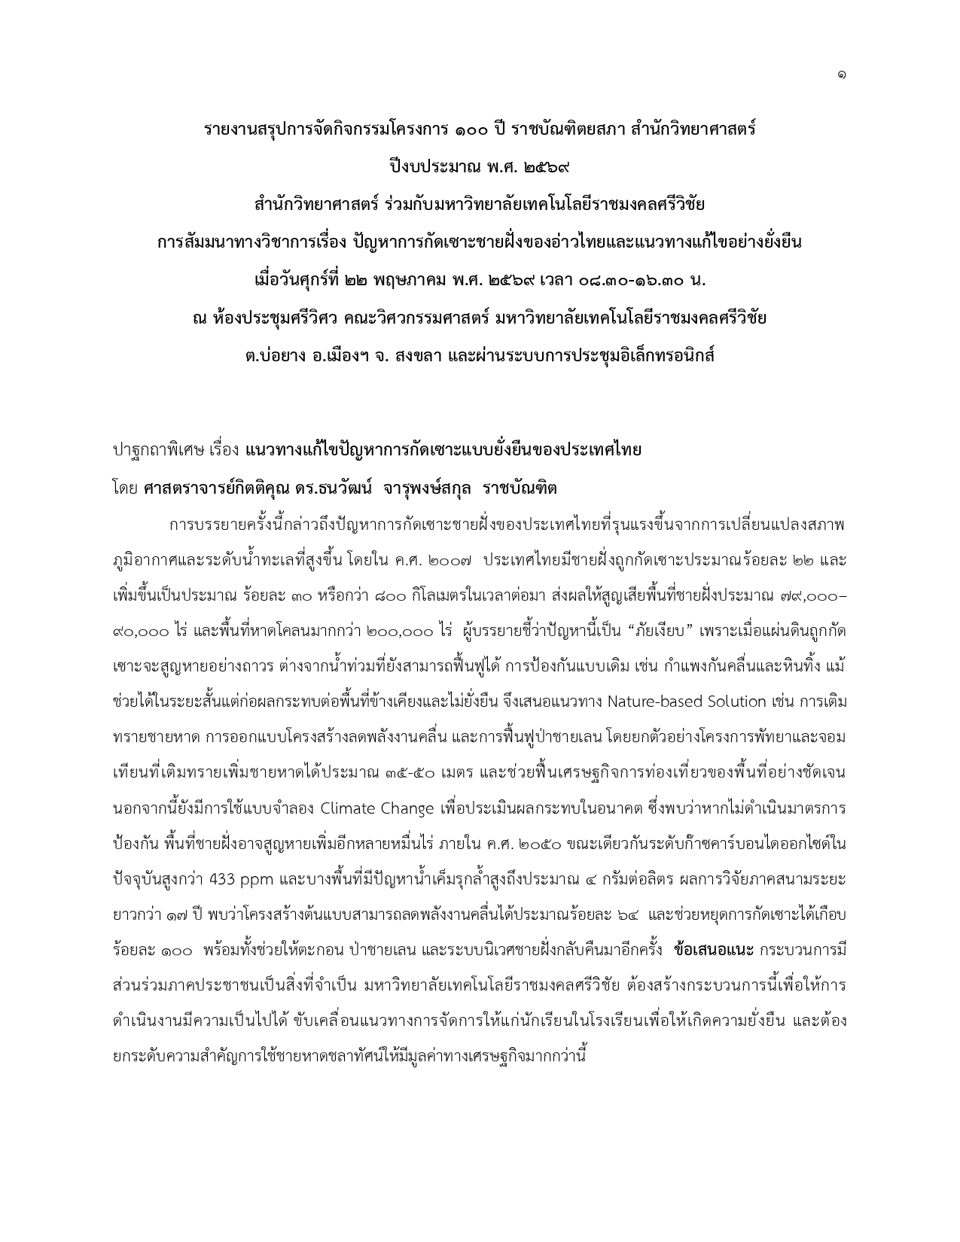 ๑
รายงานสรุปการจัดกิจกรรมโครงการ ๑๐๐ ปี ราชบัณฑิตยสภา สำนักวิทยาศาสตร์
ปีงบประมาณ พ.ศ. ๒๕๖๙
สำนักวิทยาศาสตร์ ร่วมกับมหาวิทยาลัยเทคโนโลยีราชมงคลศรีวิชัย
การสัมมนาทางวิชาการเรื่อง ปัญหาการกัดเซาะชายฝั่งของอ่าวไทยและแนวทางแก้ไขอย่างยั่งยืน
เมื่อวันศุกร์ที่ ๒๒ พฤษภาคม พ.ศ. ๒๕๖๙ เวลา ๐๘.๓๐-๑๖.๓๐ น.
ณ ห้องประชุมศรีวิศว คณะวิศวกรรมศาสตร์ มหาวิทยาลัยเทคโนโลยีราชมงคลศรีวิชัย
ต.บ่อยาง อ.เมืองฯ จ. สงขลา และผ่านระบบการประชุมอิเล็กทรอนิกส์
ปาฐกถาพิเศษ เรื่อง แนวทางแก้ไขปัญหาการกัดเซาะแบบยั่งยืนของประเทศไทย
โดย ศาสตราจารย์กิตติคุณ ดร.ธนวัฒน์ จารุพงษ์สกุล ราชบัณฑิต
การบรรยายครั้งนี้กล่าวถึงปัญหาการกัดเซาะชายฝั่งของประเทศไทยที่รุนแรงขึ้นจากการเปลี่ยนแปลงสภาพ
ภูมิอากาศและระดับน้ำทะเลที่สูงขึ้น โดยใน ค.ศ. ๒๐๐๗ ประเทศไทยมีชายฝั่งถูกกัดเซาะประมาณร้อยละ ๒๒ และ
เพิ่มขึ้นเป็นประมาณ ร้อยละ ๓๐ หรือกว่า ๘๐๐ กิโลเมตรในเวลาต่อมา ส่งผลให้สูญเสียพื้นที่ชายฝั่งประมาณ ๗๙,๐๐๐–
๙๐,๐๐๐ ไร่ และพื้นที่หาดโคลนมากกว่า ๒๐๐,๐๐๐ ไร่ ผู้บรรยายชี้ว่าปัญหานี้เป็น “ภัยเงียบ” เพราะเมื่อแผ่นดินถูกกัด
เซาะจะสูญหายอย่างถาวร ต่างจากน้ำท่วมที่ยังสามารถฟื้นฟูได้ การป้องกันแบบเดิม เช่น กำแพงกันคลื่นและหินทิ้ง แม้
ช่วยได้ในระยะสั้นแต่ก่อผลกระทบต่อพื้นที่ข้างเคียงและไม่ยั่งยืน จึงเสนอแนวทาง Nature-based Solution เช่น การเติม
ทรายชายหาด การออกแบบโครงสร้างลดพลังงานคลื่น และการฟื้นฟูป่าชายเลน โดยยกตัวอย่างโครงการพัทยาและจอม
เทียนที่เติมทรายเพิ่มชายหาดได้ประมาณ ๓๕-๕๐ เมตร และช่วยฟื้นเศรษฐกิจการท่องเที่ยวของพื้นที่อย่างชัดเจน
นอกจากนี้ยังมีการใช้แบบจำลอง Climate Change เพื่อประเมินผลกระทบในอนาคต ซึ่งพบว่าหากไม่ดำเนินมาตรการ
ป้องกัน พื้นที่ชายฝั่งอาจสูญหายเพิ่มอีกหลายหมื่นไร่ ภายใน ค.ศ. ๒๐๕๐ ขณะเดียวกันระดับก๊าซคาร์บอนไดออกไซด์ใน
ปัจจุบันสูงกว่า 433 ppm และบางพื้นที่มีปัญหาน้ำเค็มรุกล้ำสูงถึงประมาณ ๔ กรัมต่อลิตร ผลการวิจัยภาคสนามระยะ
ยาวกว่า ๑๗ ปี พบว่าโครงสร้างต้นแบบสามารถลดพลังงานคลื่นได้ประมาณร้อยละ ๖๔ และช่วยหยุดการกัดเซาะได้เกือบ
ร้อยละ ๑๐๐ พร้อมทั้งช่วยให้ตะกอน ป่าชายเลน และระบบนิเวศชายฝั่งกลับคืนมาอีกครั้ง ข้อเสนอแนะ กระบวนการมี
ส่วนร่วมภาคประชาชนเป็นสิ่งที่จำเป็น มหาวิทยาลัยเทคโนโลยีราชมงคลศรีวิชัย ต้องสร้างกระบวนการนี้เพื่อให้การ
ดำเนินงานมีความเป็นไปได้ ขับเคลื่อนแนวทางการจัดการให้แก่นักเรียนในโรงเรียนเพื่อให้เกิดความยั่งยืน และต้อง
ยกระดับความสำคัญการใช้ชายหาดชลาทัศน์ให้มีมูลค่าทางเศรษฐกิจมากกว่านี้